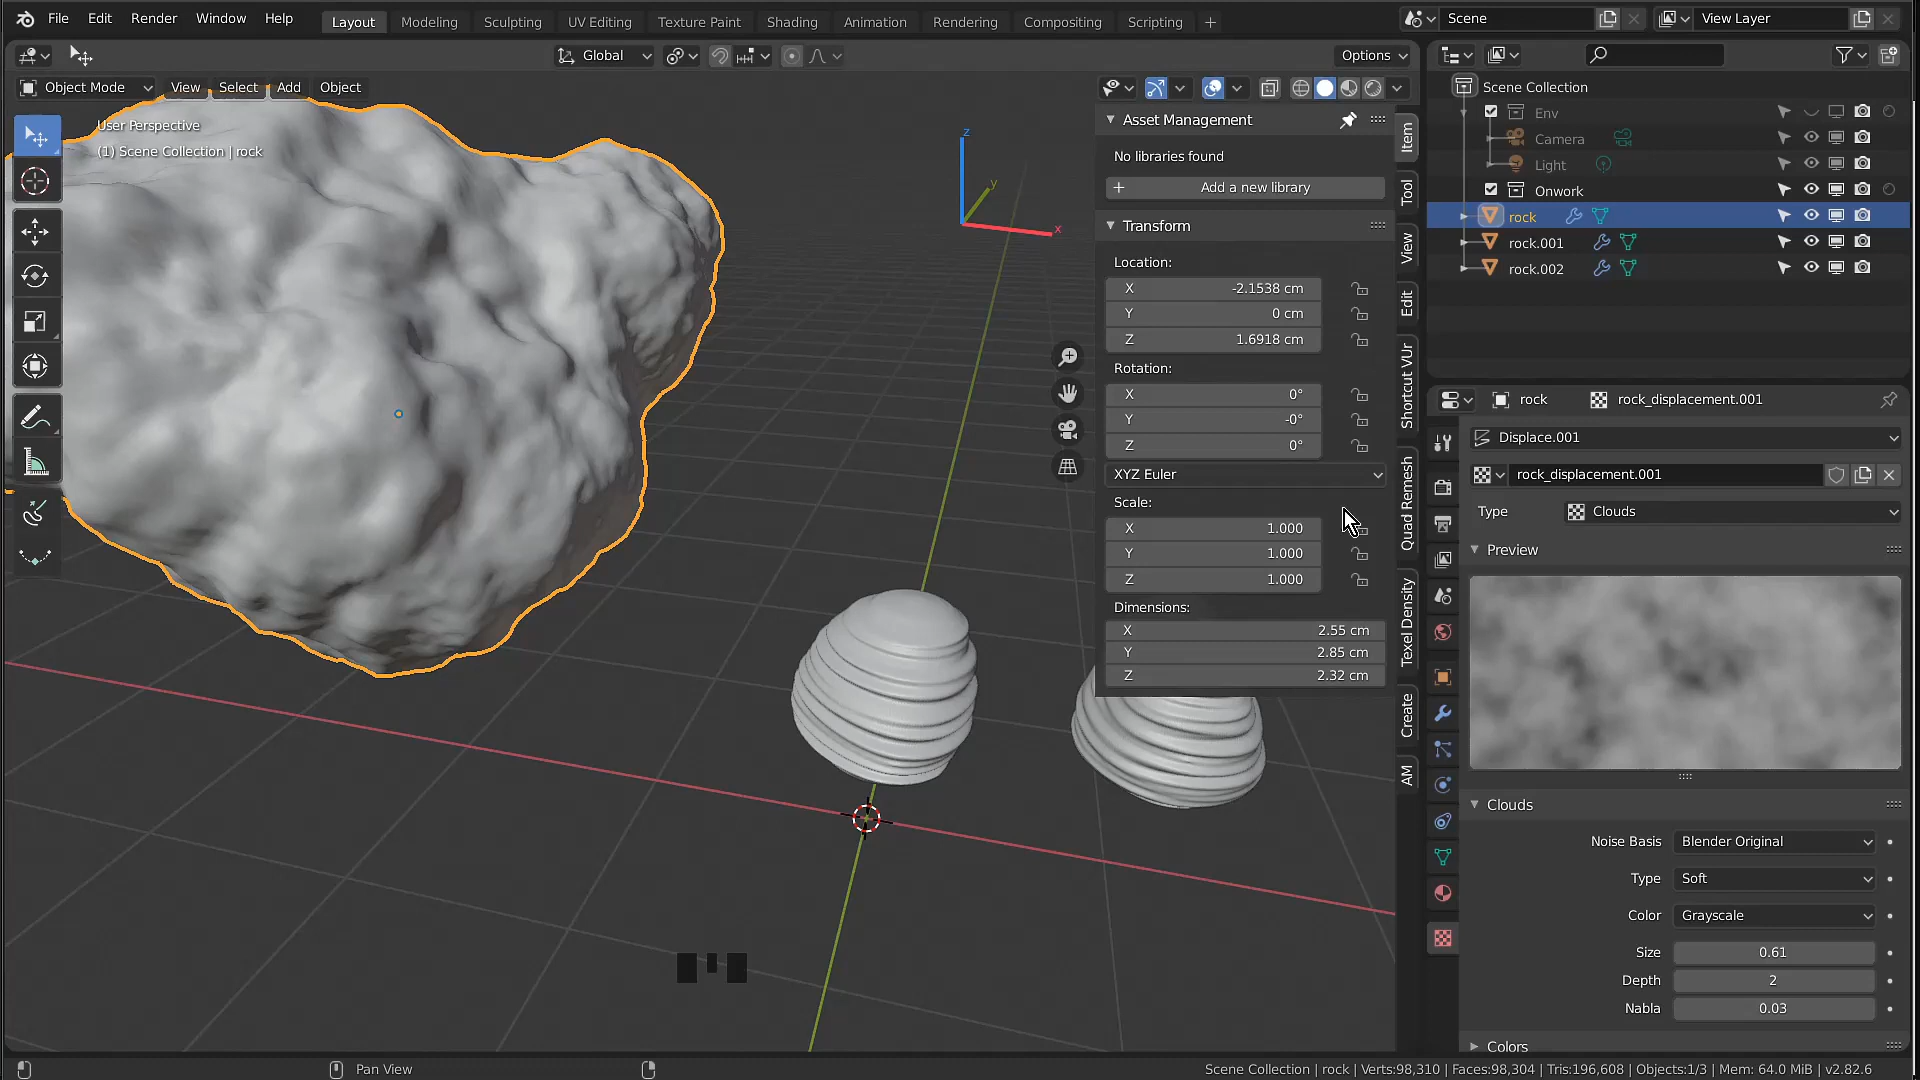 File Edit Render Window Help Layout Modeling Sculpting UV Editing Texture Paint Shading Animation Rendering Compositing Scripting + Scene View Layer
Global Options
Object Mode View Select Add Object
User Perspective
(1) Scene Collection | rock
z
y
x
Asset Management
No libraries found
+ Add a new library
Transform
Location:
X -2.1538 cm
Y 0 cm
Z 1.6918 cm
Rotation:
X 0°
Y -0°
Z 0°
XYZ Euler
Scale:
X 1.000
Y 1.000
Z 1.000
Dimensions:
X 2.55 cm
Y 2.85 cm
Z 2.32 cm
Item
Tool
View
Edit
Shortcut VUr
Quad Remesh
Texel Density
Create
AM
Scene Collection
Env
Camera
Light
Onwork
rock
rock.001
rock.002
rock rock_displacement.001
Displace.001
rock_displacement.001
Type Clouds
Preview
Clouds
Noise Basis Blender Original
Type Soft
Color Grayscale
Size 0.61
Depth 2
Nabla 0.03
Colors
Pan View
Scene Collection | rock | Verts:98,310 | Faces:98,304 | Tris:196,608 | Objects:1/3 | Mem: 64.0 MiB | v2.82.6